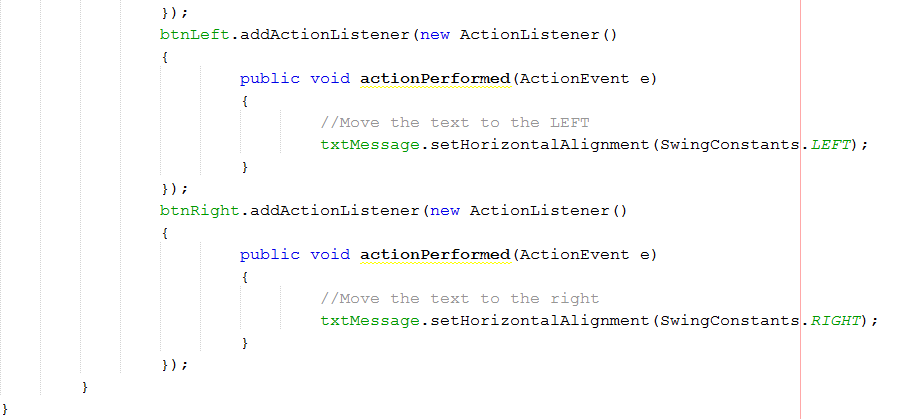 });
btnLeft.addActionListener(new ActionListener()
{
public void actionPerformed(ActionEvent e)
{
//Move the text to the LEFT
txtMessage.setHorizontalAlignment(SwingConstants.LEFT);
}
});
btnRight.addActionListener(new ActionListener()
{
public void actionPerformed(ActionEvent e)
{
//Move the text to the right
txtMessage.setHorizontalAlignment(SwingConstants.RIGHT);
}
});
}
}